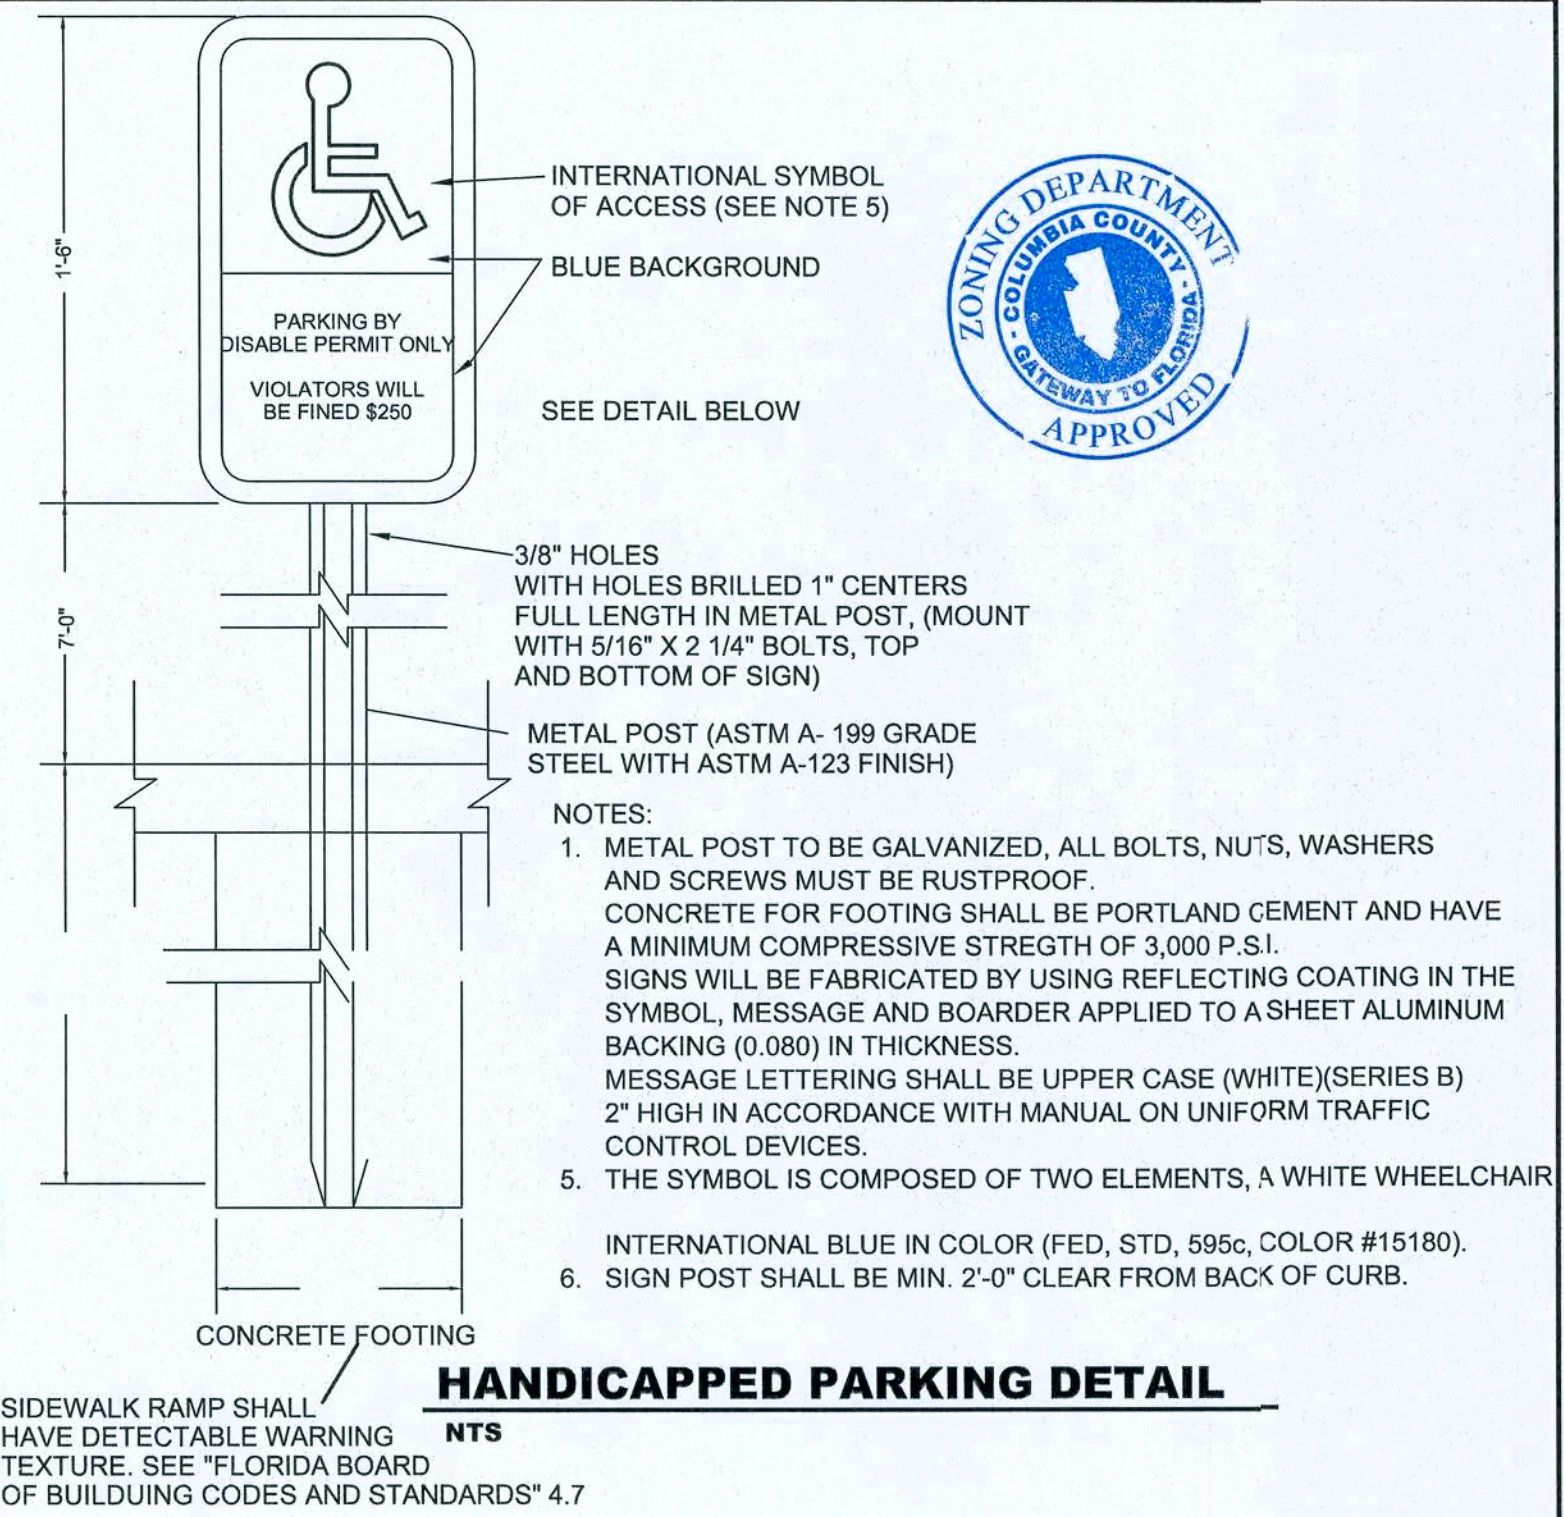 1'-6"
PARKING BY
DISABLE PERMIT ONLY
VIOLATORS WILL
BE FINED $250
INTERNATIONAL SYMBOL
OF ACCESS (SEE NOTE 5)
BLUE BACKGROUND
SEE DETAIL BELOW
ZONING DEPARTMENT
· COLUMBIA COUNTY ·
GATEWAY TO FLORIDA
APPROVED
7'-0"
3/8" HOLES
WITH HOLES BRILLED 1" CENTERS
FULL LENGTH IN METAL POST, (MOUNT
WITH 5/16" X 2 1/4" BOLTS, TOP
AND BOTTOM OF SIGN)
METAL POST (ASTM A- 199 GRADE
STEEL WITH ASTM A-123 FINISH)
NOTES:
1. METAL POST TO BE GALVANIZED, ALL BOLTS, NUTS, WASHERS
AND SCREWS MUST BE RUSTPROOF.
CONCRETE FOR FOOTING SHALL BE PORTLAND CEMENT AND HAVE
A MINIMUM COMPRESSIVE STREGTH OF 3,000 P.S.I.
SIGNS WILL BE FABRICATED BY USING REFLECTING COATING IN THE
SYMBOL, MESSAGE AND BOARDER APPLIED TO A SHEET ALUMINUM
BACKING (0.080) IN THICKNESS.
MESSAGE LETTERING SHALL BE UPPER CASE (WHITE)(SERIES B)
2" HIGH IN ACCORDANCE WITH MANUAL ON UNIFORM TRAFFIC
CONTROL DEVICES.
5. THE SYMBOL IS COMPOSED OF TWO ELEMENTS, A WHITE WHEELCHAIR
INTERNATIONAL BLUE IN COLOR (FED, STD, 595c, COLOR #15180).
6. SIGN POST SHALL BE MIN. 2'-0" CLEAR FROM BACK OF CURB.
CONCRETE FOOTING
HANDICAPPED PARKING DETAIL
NTS
SIDEWALK RAMP SHALL
HAVE DETECTABLE WARNING
TEXTURE. SEE "FLORIDA BOARD
OF BUILDUING CODES AND STANDARDS" 4.7